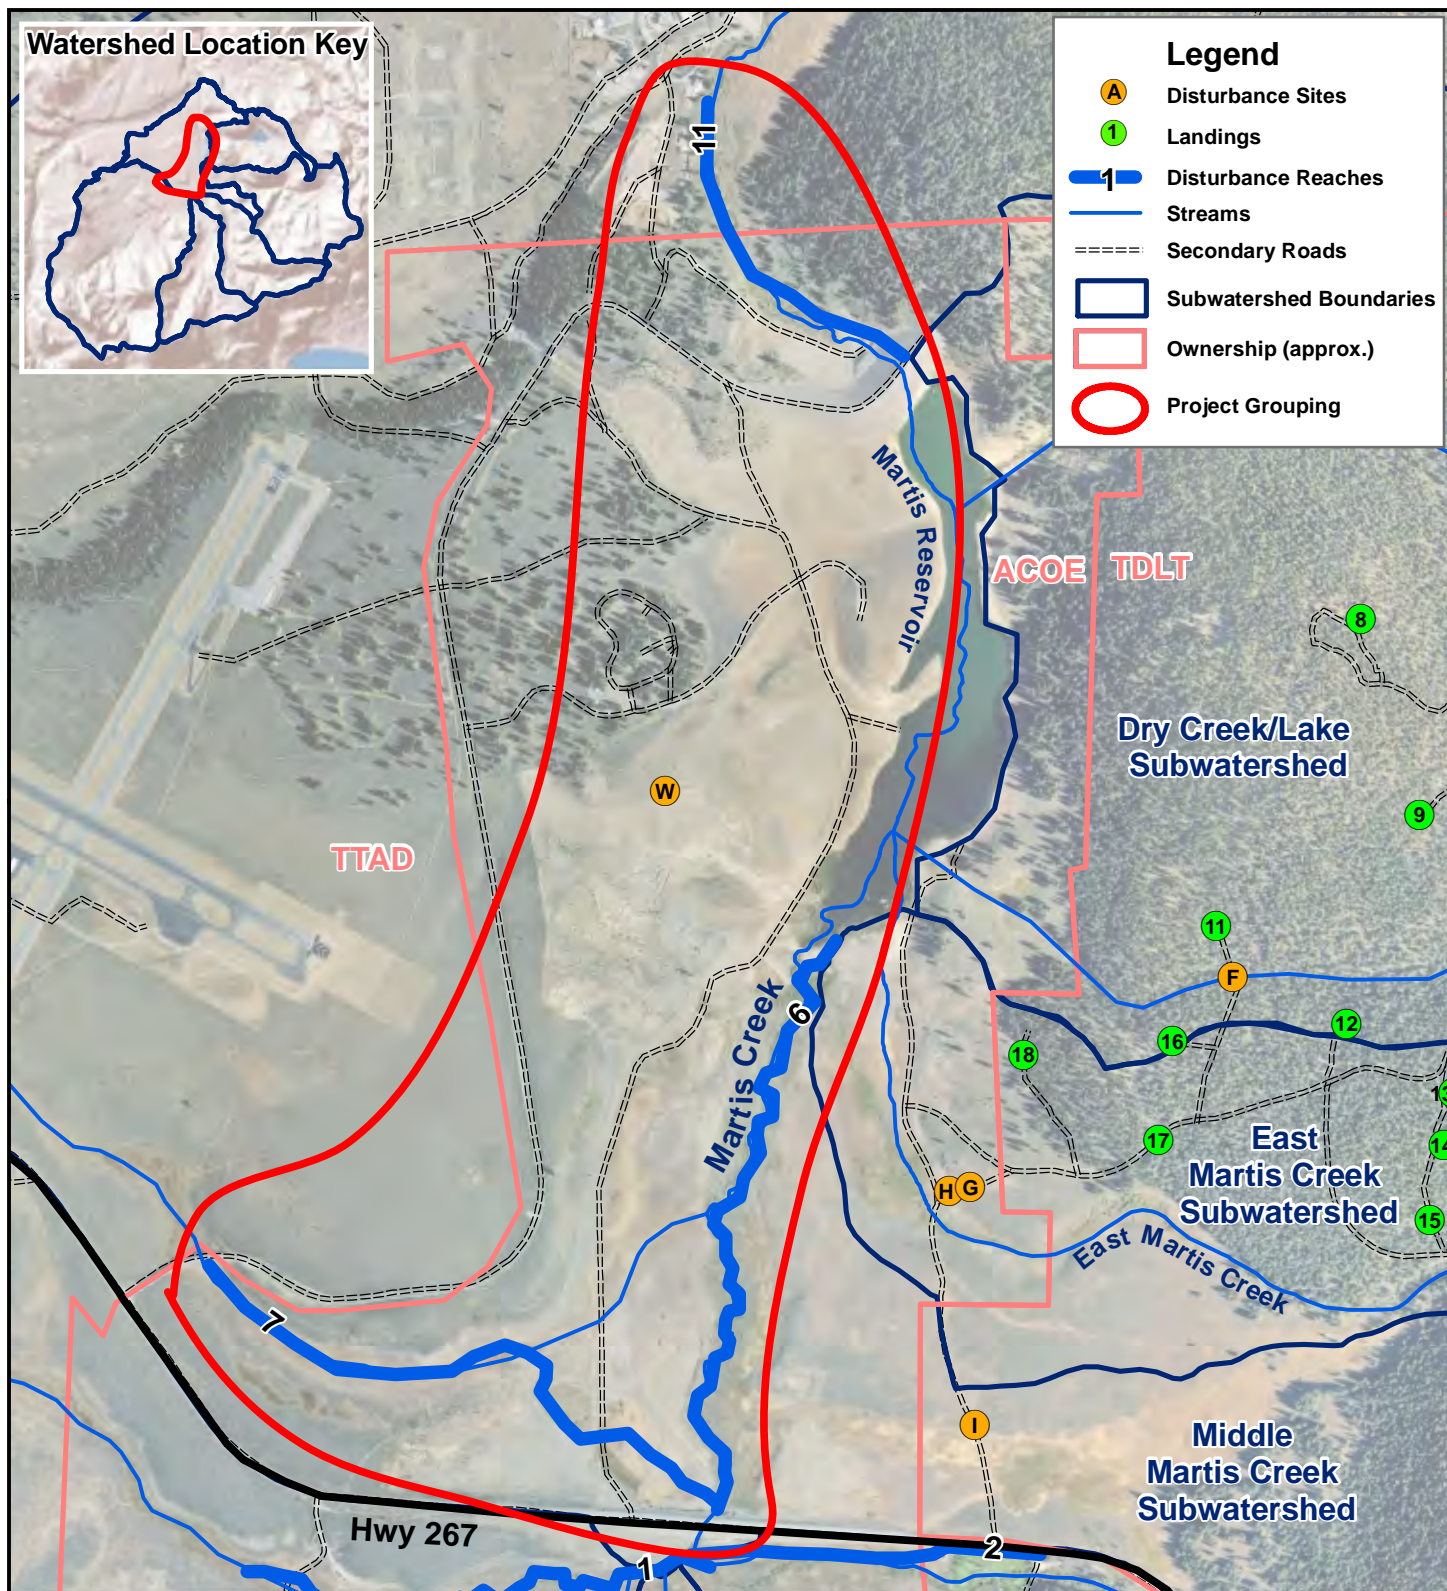 Watershed Location Key
Legend
A Disturbance Sites
1 Landings
1 Disturbance Reaches
Streams
Secondary Roads
Subwatershed Boundaries
Ownership (approx.)
Project Grouping
11
Martis Reservoir
ACOE TDLT
8
Dry Creek/Lake
Subwatershed
W
9
TTAD
11
F
Martis Creek
6
12
16
18
13
17
14
East
Martis Creek
Subwatershed
H G
15
East Martis Creek
7
I
Middle
Martis Creek
Subwatershed
Hwy 267
2
1